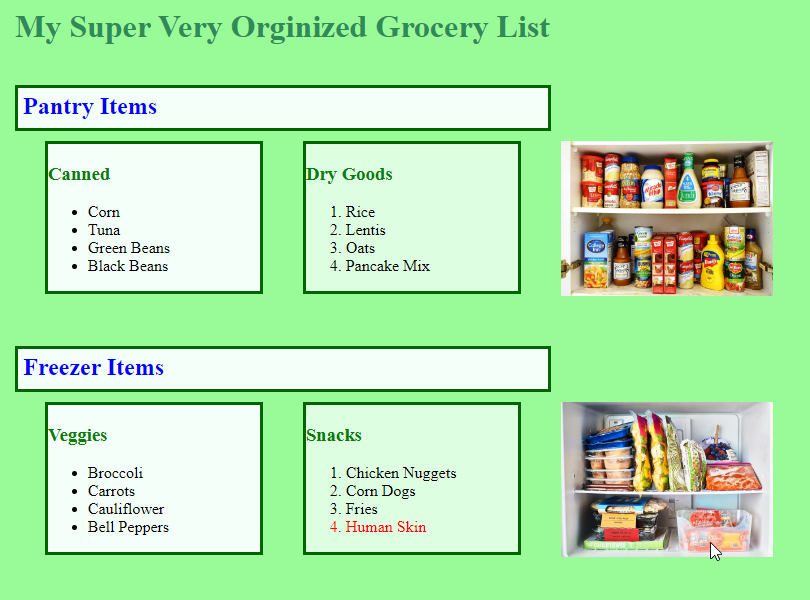 My Super Very Orginized Grocery List
Pantry Items
Canned
• Corn
• Tuna
• Green Beans
• Black Beans
Dry Goods
1. Rice
2. Lentis
3. Oats
4. Pancake Mix
Freezer Items
Veggies
• Broccoli
• Carrots
• Cauliflower
• Bell Peppers
Snacks
1. Chicken Nuggets
2. Corn Dogs
3. Fries
4. Human Skin